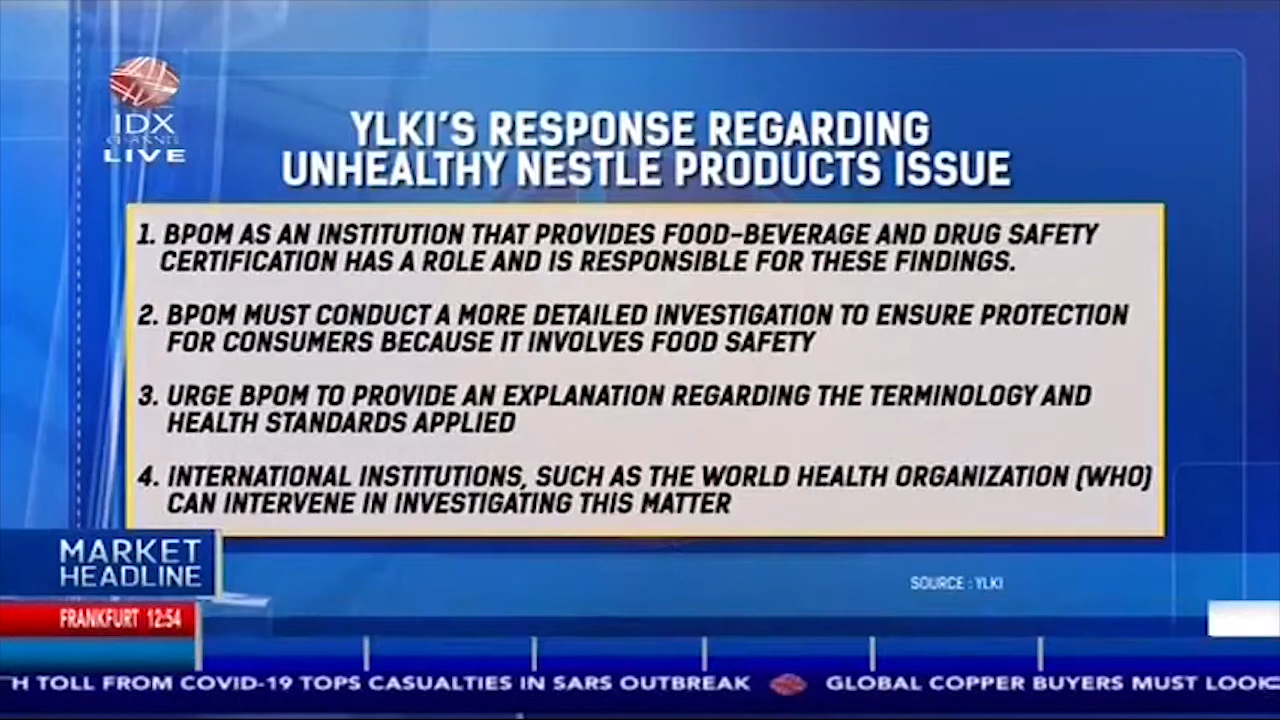 IDX
CHANNEL
LIVE
YLKI'S RESPONSE REGARDING
UNHEALTHY NESTLE PRODUCTS ISSUE
1. BPOM AS AN INSTITUTION THAT PROVIDES FOOD-BEVERAGE AND DRUG SAFETY
CERTIFICATION HAS A ROLE AND IS RESPONSIBLE FOR THESE FINDINGS.
2. BPOM MUST CONDUCT A MORE DETAILED INVESTIGATION TO ENSURE PROTECTION
FOR CONSUMERS BECAUSE IT INVOLVES FOOD SAFETY
3. URGE BPOM TO PROVIDE AN EXPLANATION REGARDING THE TERMINOLOGY AND
HEALTH STANDARDS APPLIED
4. INTERNATIONAL INSTITUTIONS, SUCH AS THE WORLD HEALTH ORGANIZATION (WHO)
CAN INTERVENE IN INVESTIGATING THIS MATTER
MARKET
HEADLINE
SOURCE : YLKI
FRANKFURT 12:54
H TOLL FROM COVID-19 TOPS CASUALTIES IN SARS OUTBREAK GLOBAL COPPER BUYERS MUST LOOK